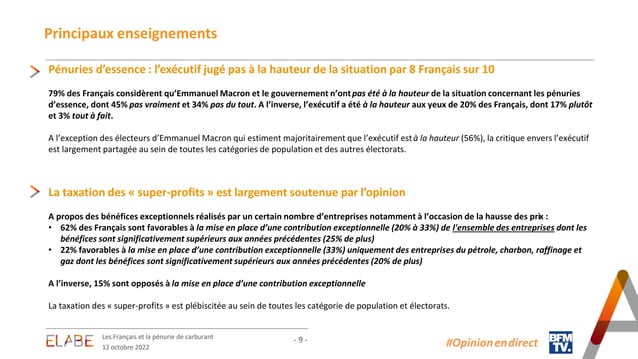 Principaux enseignements
Pénuries d’essence : l’exécutif jugé pas à la hauteur de la situation par 8 Français sur 10
79% des Français considèrent qu’Emmanuel Macron et le gouvernement n’ont pas été à la hauteur de la situation concernant les pénuries
d’essence, dont 45% pas vraiment et 34% pas du tout. A l’inverse, l’exécutif a été à la hauteur aux yeux de 20% des Français, dont 17% plutôt
et 3% tout à fait.
A l’exception des électeurs d’Emmanuel Macron qui estiment majoritairement que l’exécutif est à la hauteur (56%), la critique envers l’exécutif
est largement partagée au sein de toutes les catégories de population et des autres électorats.
La taxation des « super-profits » est largement soutenue par l’opinion
A propos des bénéfices exceptionnels réalisés par un certain nombre d’entreprises notamment à l’occasion de la hausse des prix :
• 62% des Français sont favorables à la mise en place d’une contribution exceptionnelle (20% à 33%) de l’ensemble des entreprises dont les
bénéfices sont significativement supérieurs aux années précédentes (25% de plus)
• 22% favorables à la mise en place d’une contribution exceptionnelle (33%) uniquement des entreprises du pétrole, charbon, raffinage et
gaz dont les bénéfices sont significativement supérieurs aux années précédentes (20% de plus)
A l’inverse, 15% sont opposés à la mise en place d’une contribution exceptionnelle
La taxation des « super-profits » est plébiscitée au sein de toutes les catégorie de population et électorats.
ELABE
Les Français et la pénurie de carburant
12 octobre 2022
- 9 -
#Opinion en direct
BFM
TV.